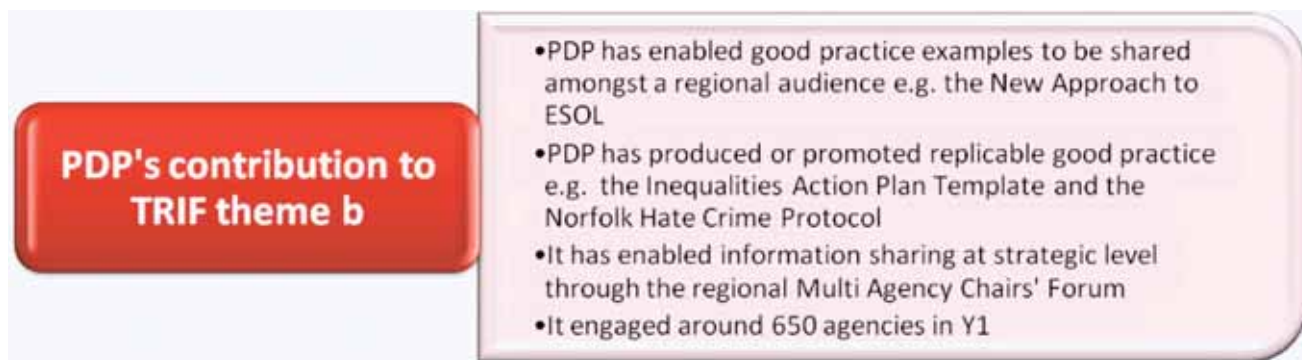 PDP's contribution to
TRIF theme b
•PDP has enabled good practice examples to be shared
amongst a regional audience e.g. the New Approach to
ESOL
•PDP has produced or promoted replicable good practice
e.g. the Inequalities Action Plan Template and the
Norfolk Hate Crime Protocol
•It has enabled information sharing at strategic level
through the regional Multi Agency Chairs' Forum
•It engaged around 650 agencies in Y1